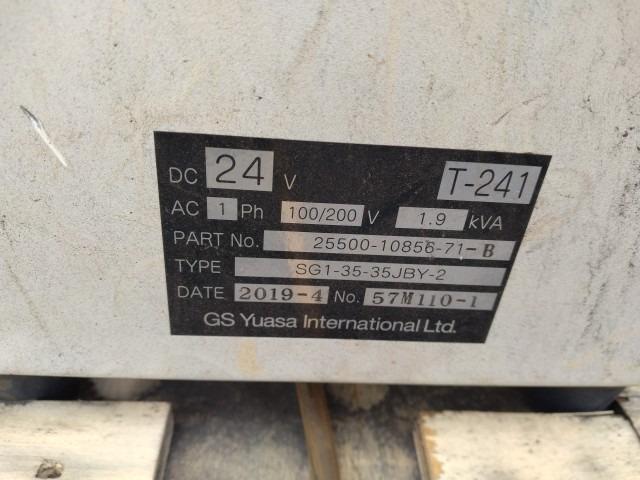 DC 24 V T-241
AC 1 Ph 100/200 V 1.9 kVA
PART No. 25500-10856-71-B
TYPE SG1-35-35JBY-2
DATE 2019-4 No. 57M110-1
GS Yuasa International Ltd.